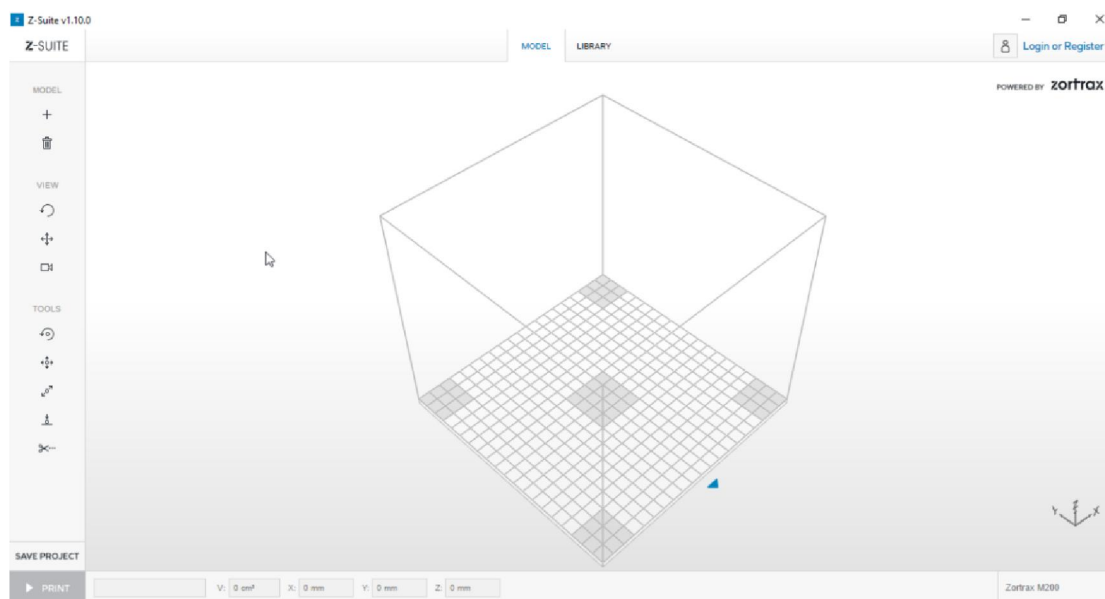 Z-Suite v1.10.0
Z-SUITE
MODEL
LIBRARY
Login or Register
POWERED BY zortrax
MODEL
VIEW
TOOLS
Y Z X
SAVE PROJECT
PRINT
V: 0 cm³ X: 0 mm Y: 0 mm Z: 0 mm
Zortrax M200